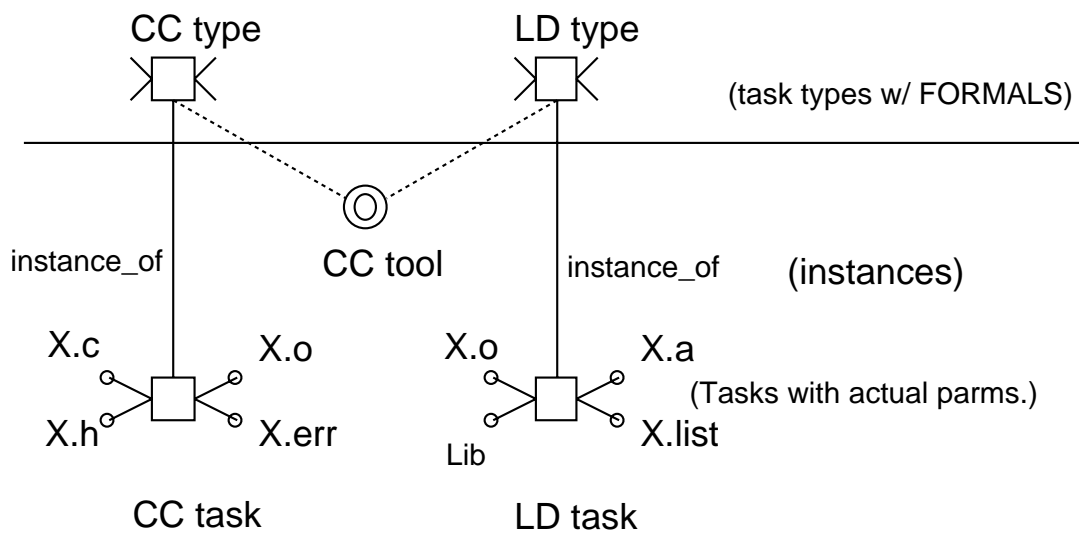 CC type
LD type
(task types w/ FORMALS)
instance_of
CC tool
instance_of
(instances)
X.c
X.o
X.o
X.a
(Tasks with actual parms.)
X.h
X.err
Lib
X.list
CC task
LD task